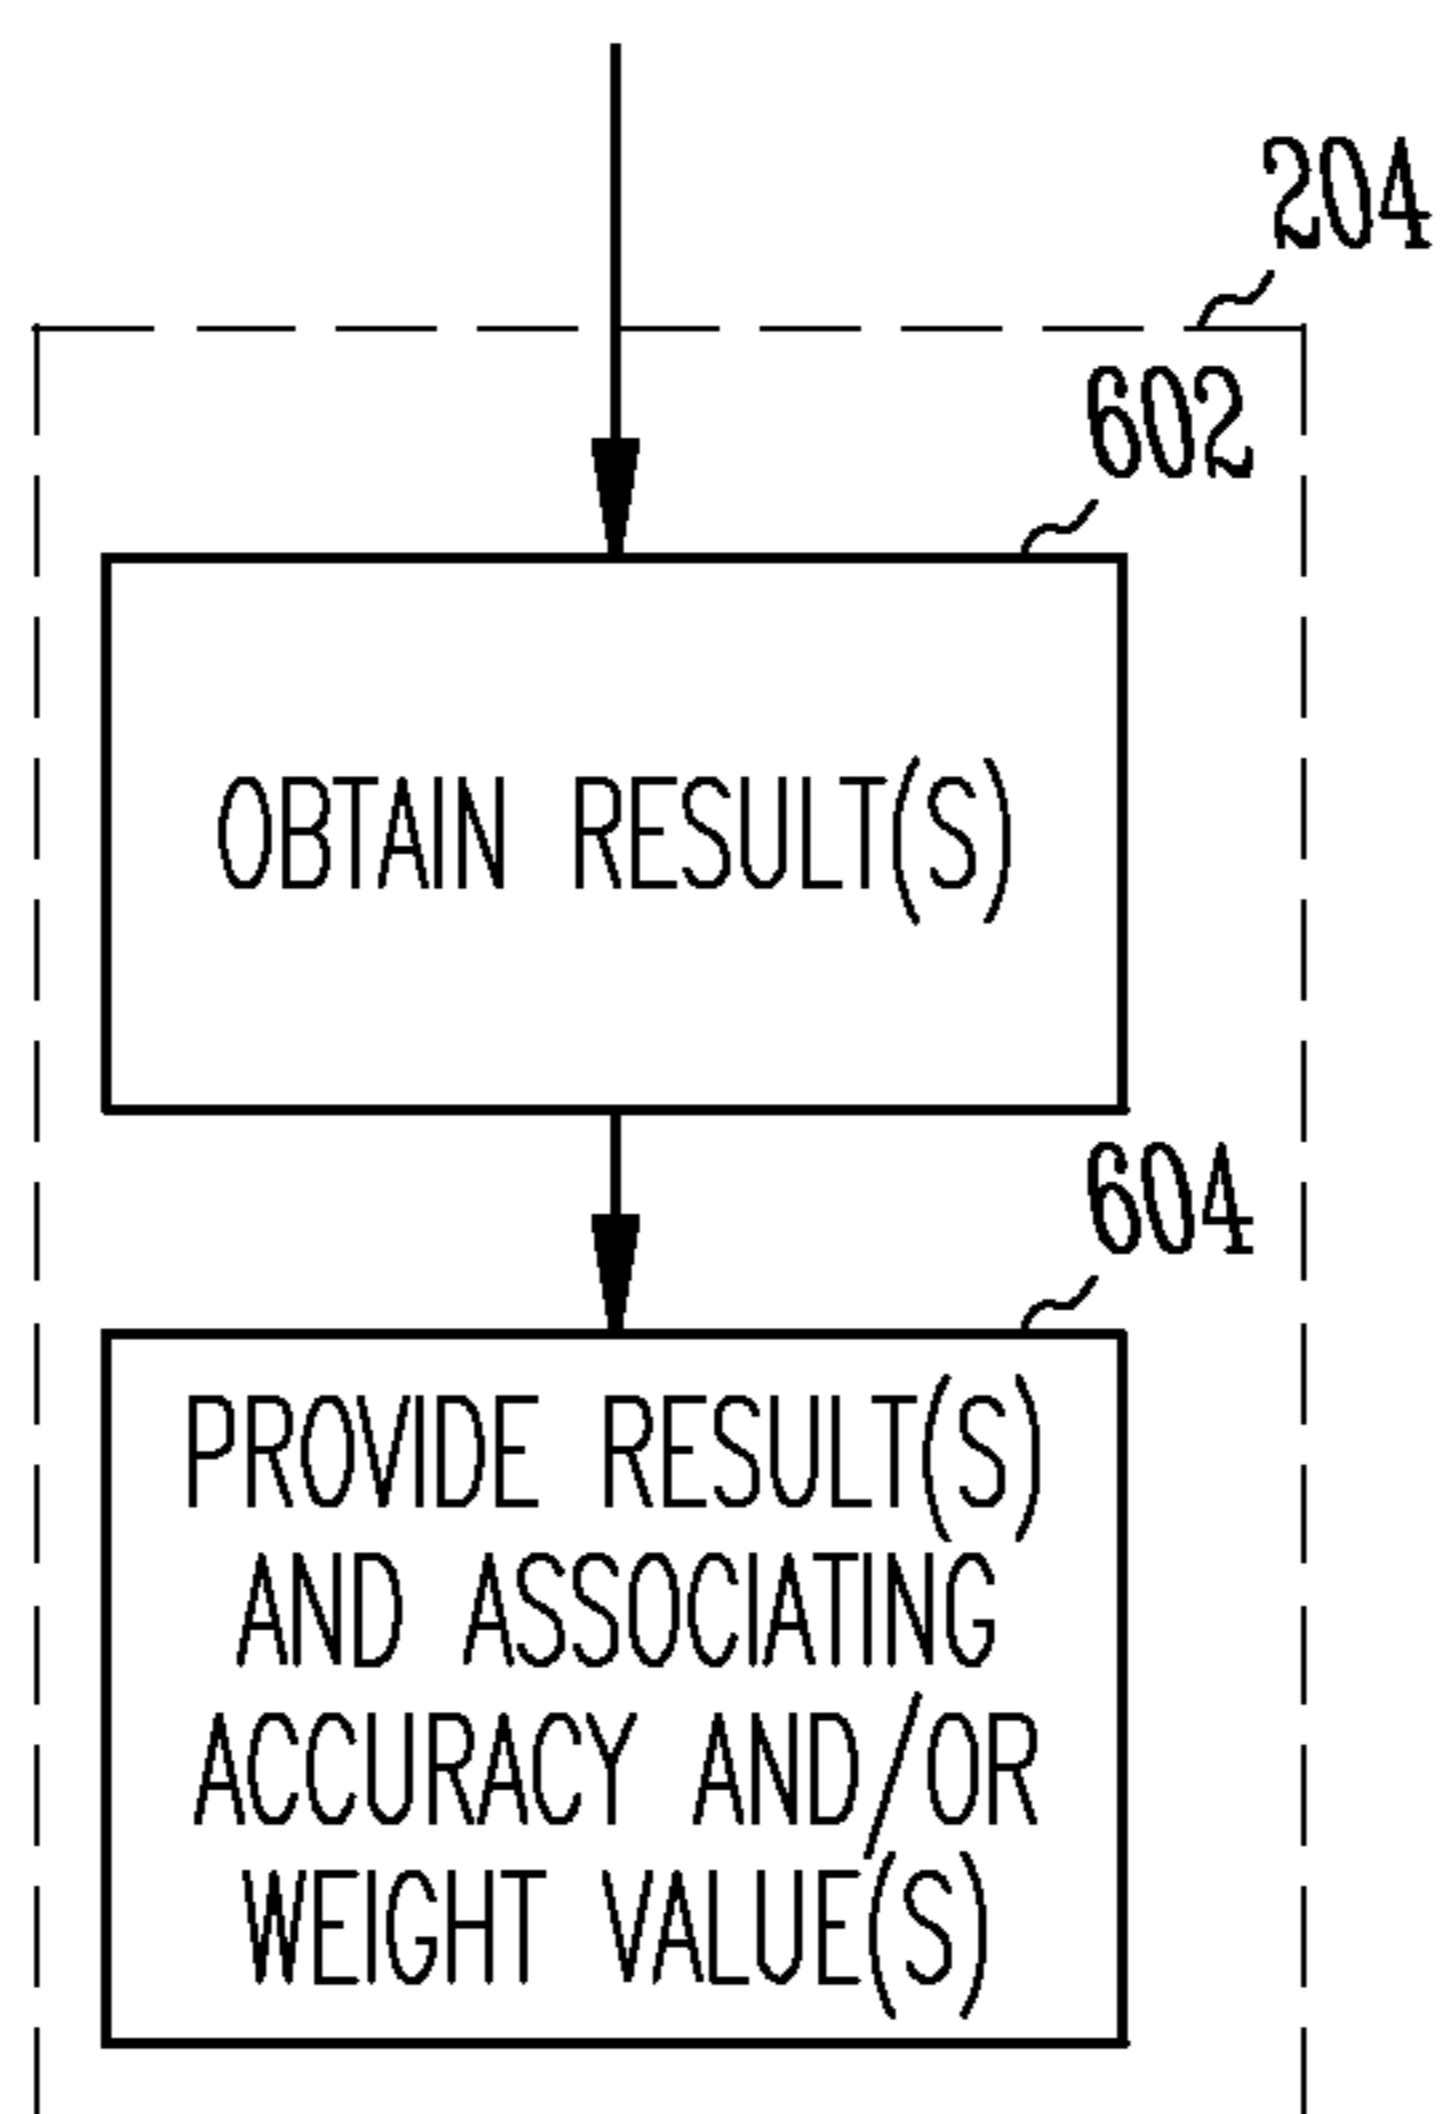 204
602
OBTAIN RESULT(S)
604
PROVIDE RESULT(S)
AND ASSOCIATING
ACCURACY AND/OR
WEIGHT VALUE(S)